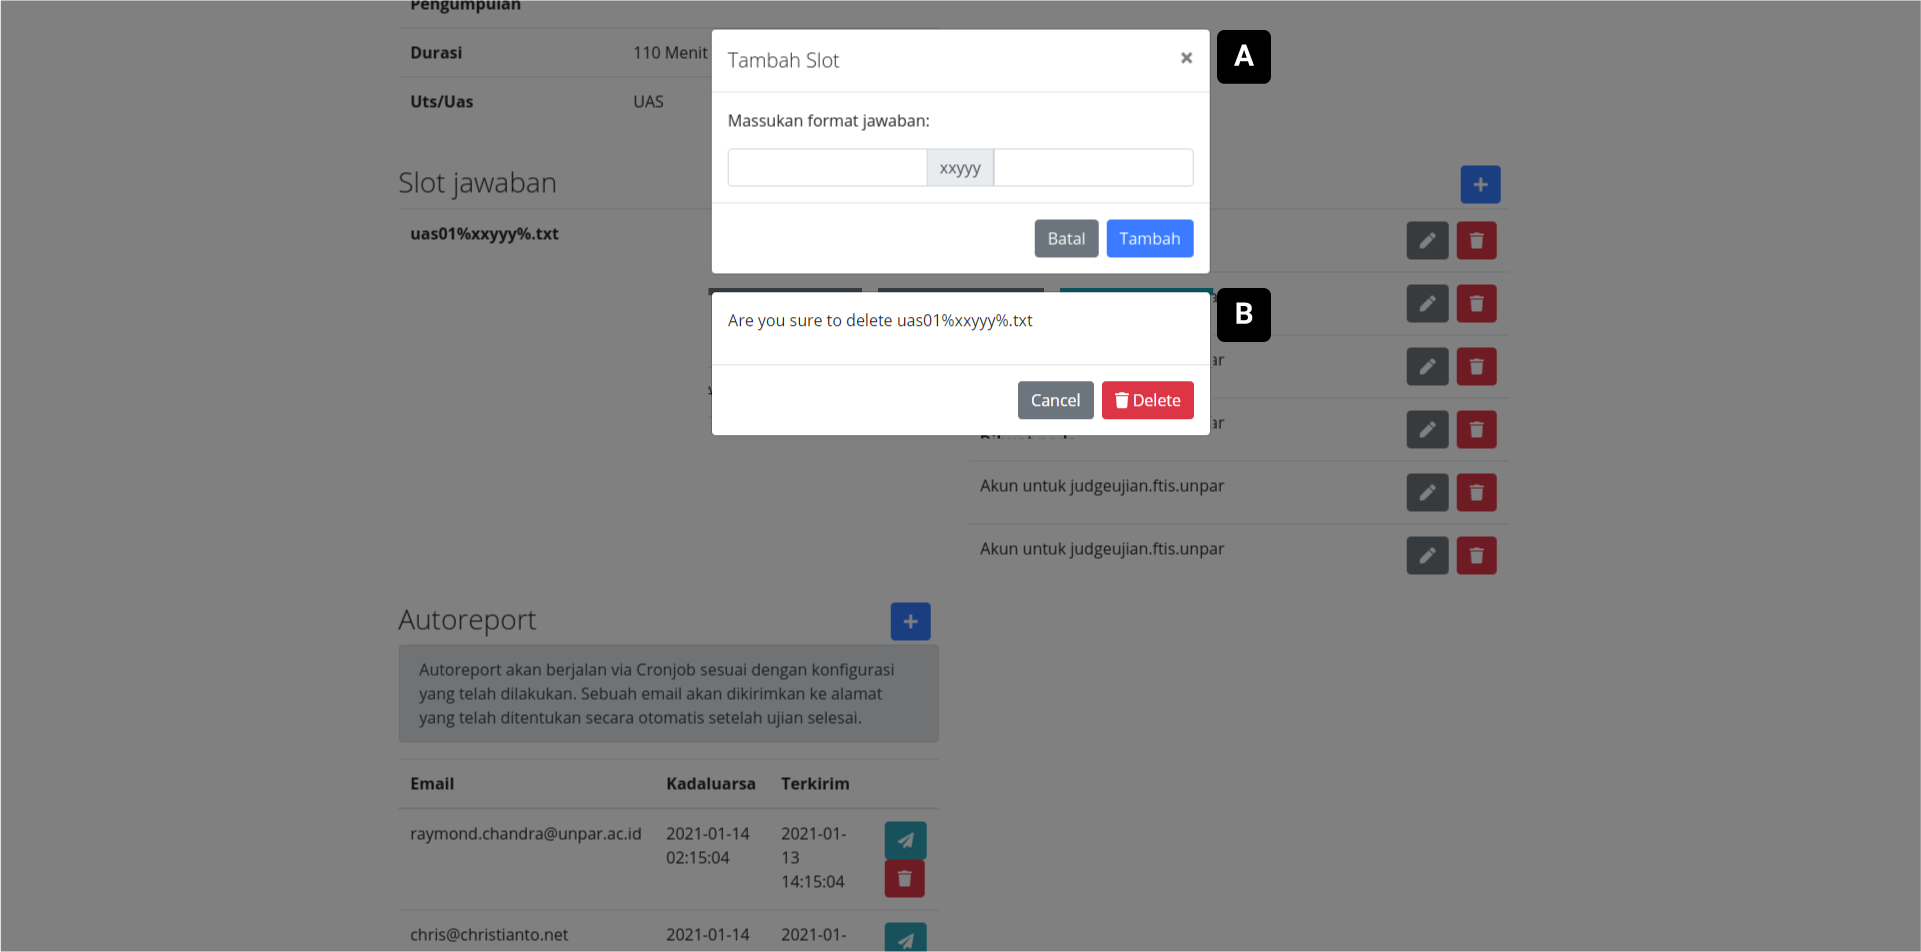 Pengumpulan
Durasi 110 Menit
Uts/Uas UAS
Tambah Slot ×
A
Massukan format jawaban:
xxyyy
Batal Tambah
Slot jawaban
uas01%xxyyy%.txt
B
Are you sure to delete uas01%xxyyy%.txt
Cancel Delete
ar
ar
Akun untuk judgeujian.ftis.unpar
Akun untuk judgeujian.ftis.unpar
Autoreport
Autoreport akan berjalan via Cronjob sesuai dengan konfigurasi
yang telah dilakukan. Sebuah email akan dikirimkan ke alamat
yang telah ditentukan secara otomatis setelah ujian selesai.
Email Kadaluarsa Terkirim
raymond.chandra@unpar.ac.id 2021-01-14 2021-01-
02:15:04 13
14:15:04
chris@christianto.net 2021-01-14 2021-01-